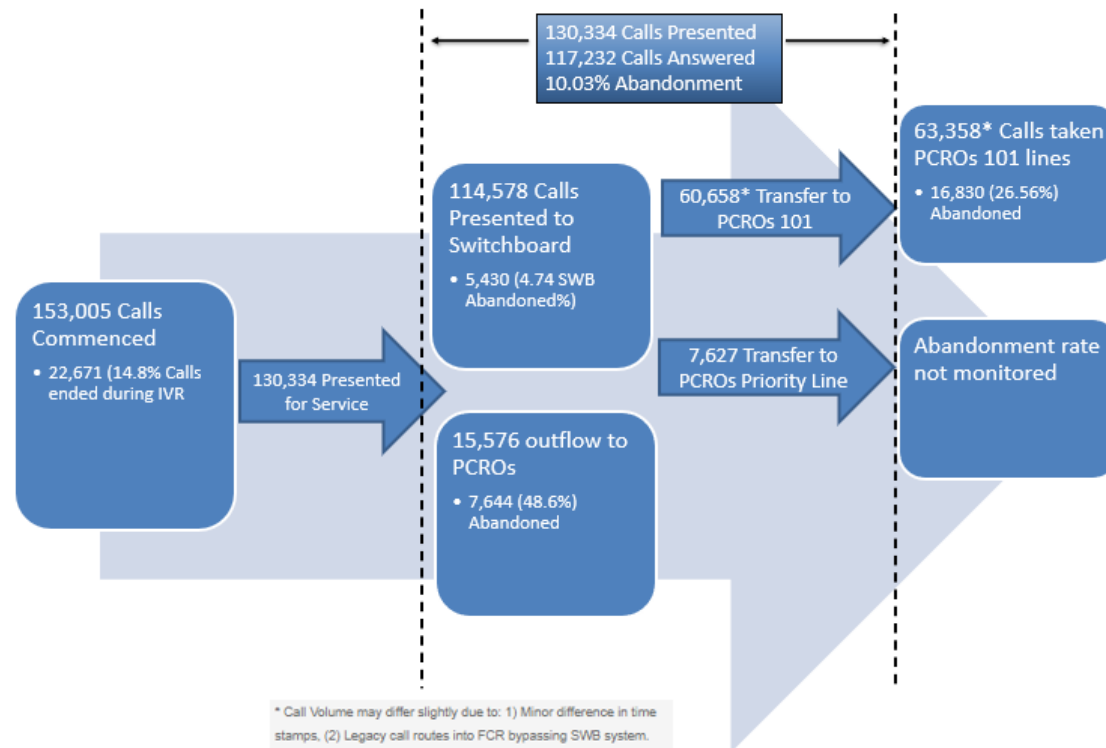 130,334 Calls Presented
117,232 Calls Answered
10.03% Abandonment
153,005 Calls
Commenced
• 22,671 (14.8% Calls
ended during IVR
130,334 Presented
for Service
114,578 Calls
Presented to
Switchboard
• 5,430 (4.74 SWB
Abandoned%)
15,576 outflow to
PCROs
• 7,644 (48.6%)
Abandoned
60,658* Transfer to
PCROs 101
7,627 Transfer to
PCROs Priority Line
63,358* Calls taken
PCROs 101 lines
• 16,830 (26.56%)
Abandoned
Abandonment rate
not monitored
* Call Volume may differ slightly due to: 1) Minor difference in time
stamps, (2) Legacy call routes into FCR bypassing SWB system.